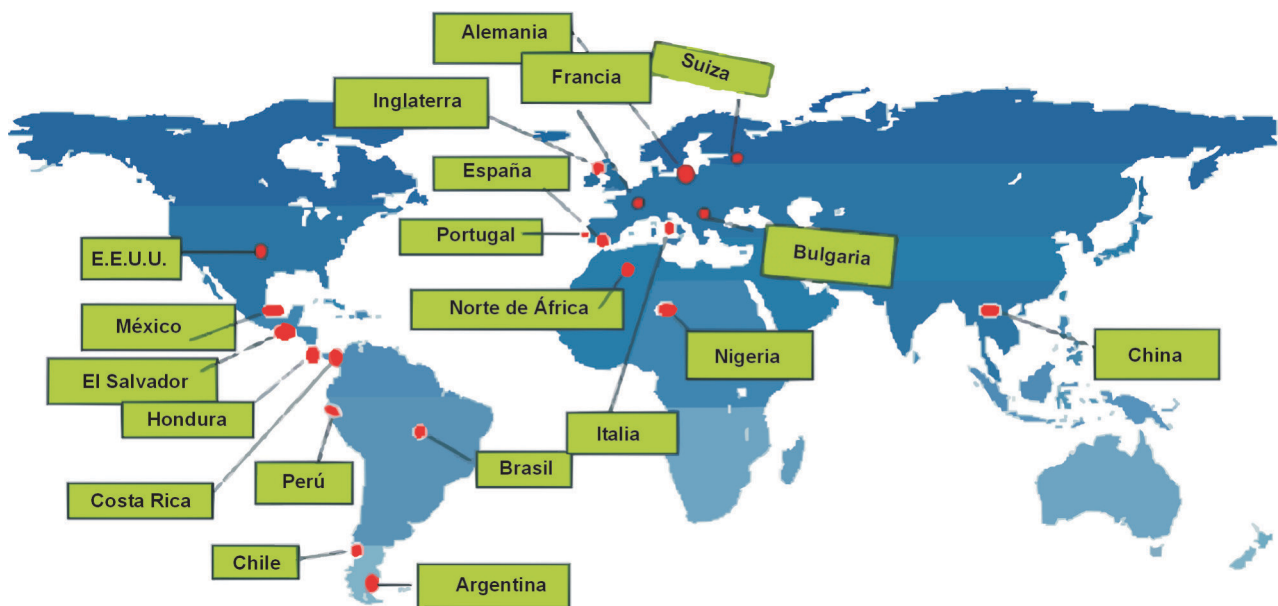 Alemania
Suiza
Francia
Inglaterra
España
Portugal
E.E.U.U.
Bulgaria
Norte de África
México
Nigeria
China
El Salvador
Hondura
Italia
Brasil
Perú
Costa Rica
Chile
Argentina